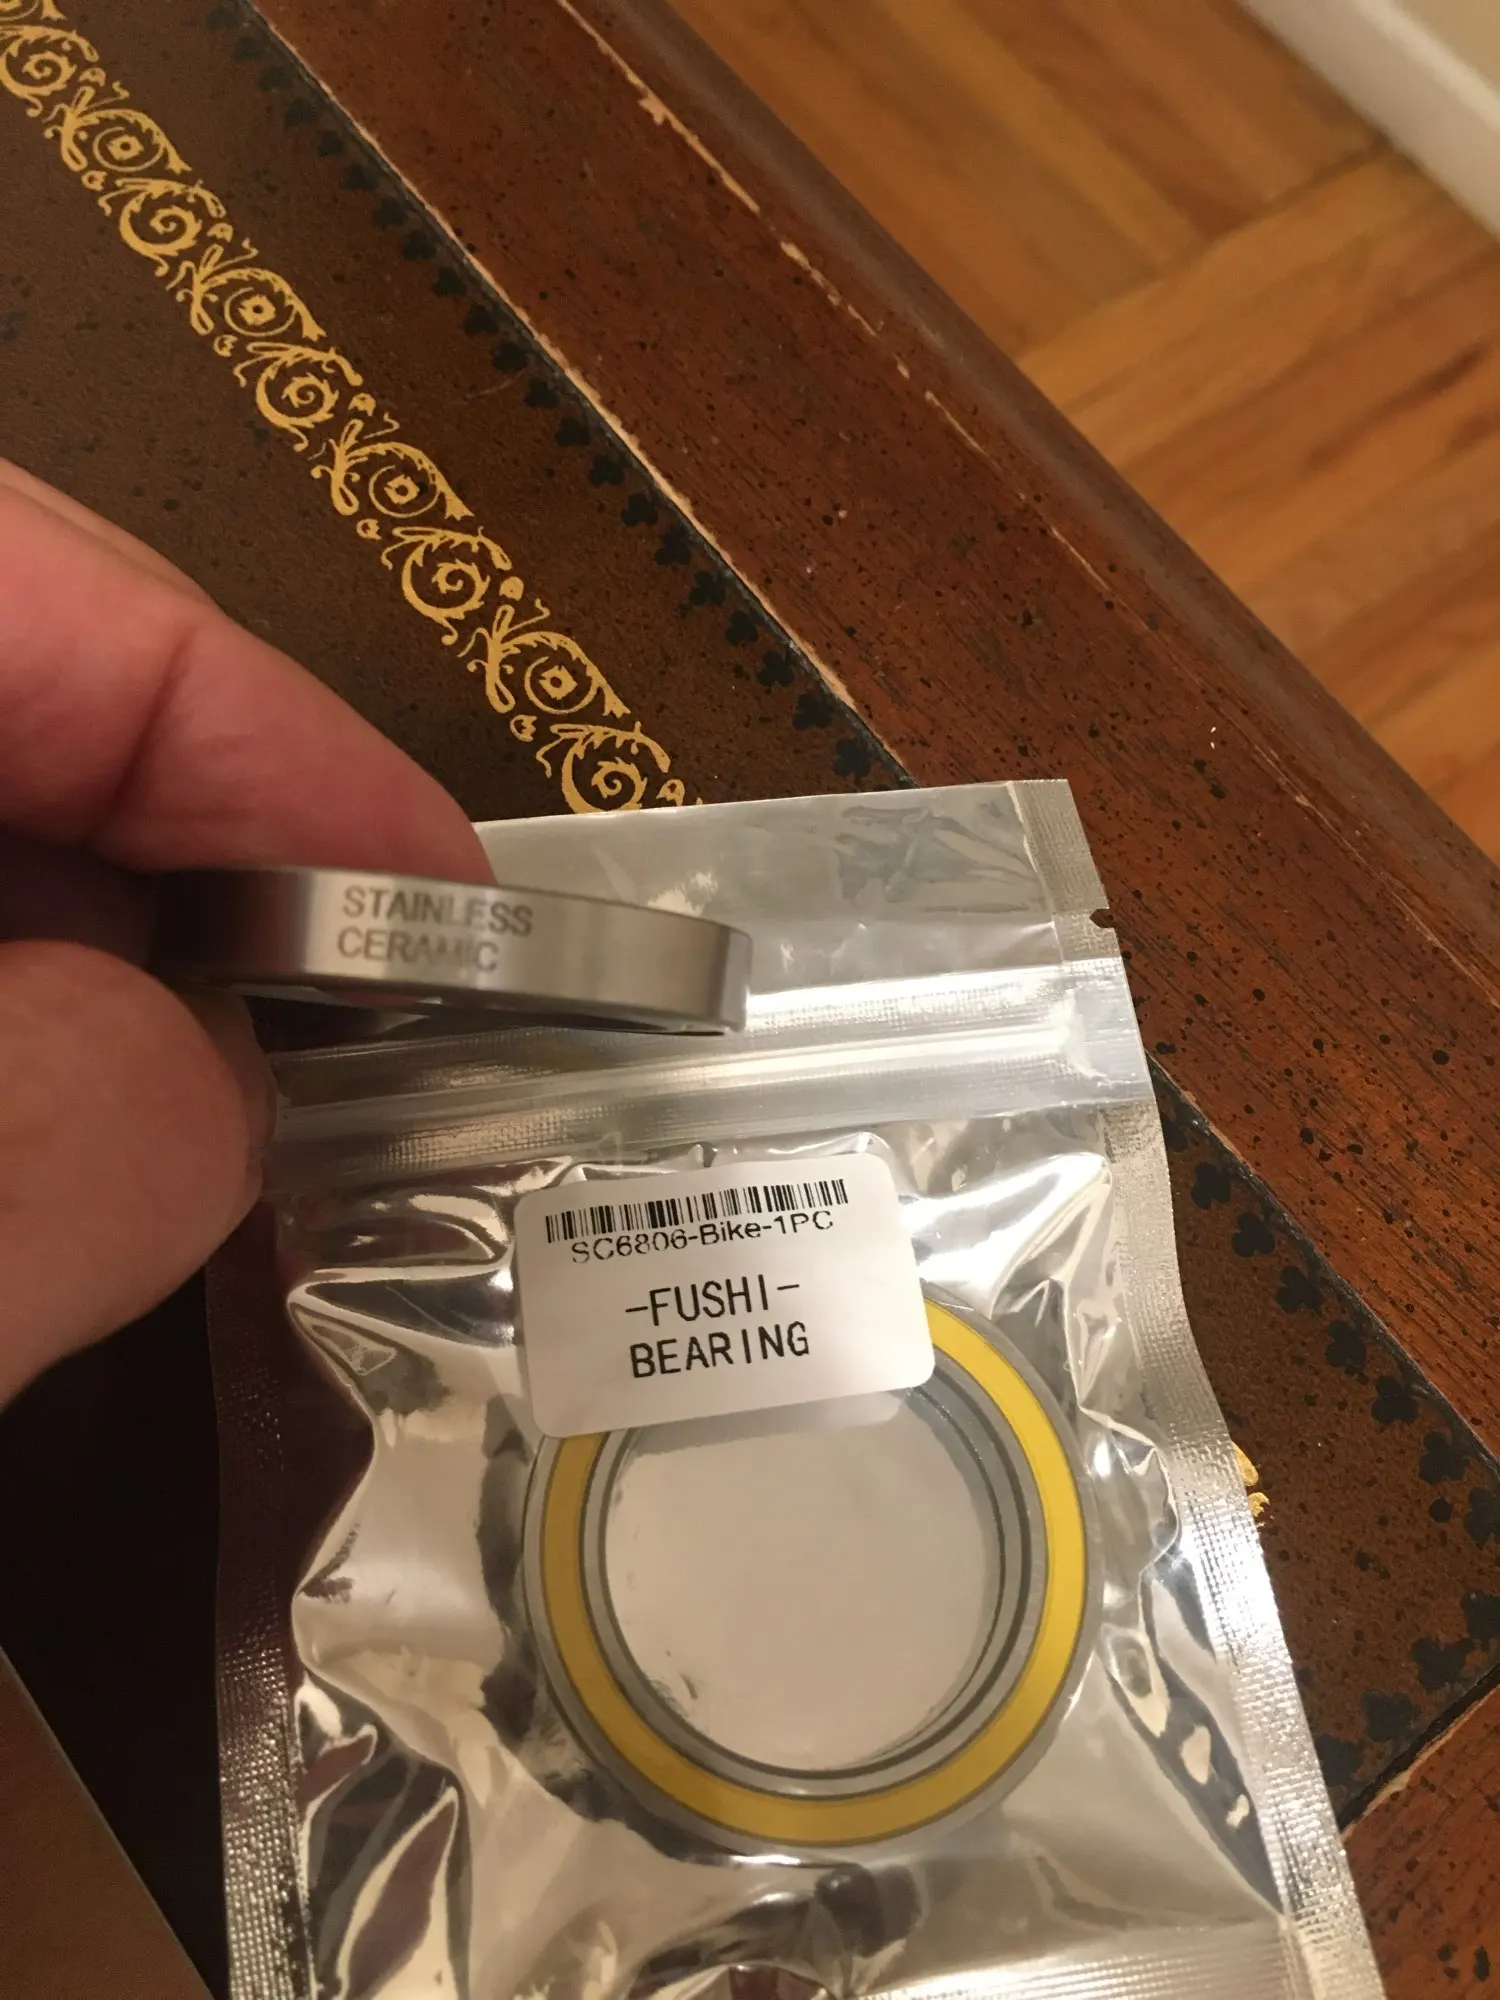 STAINLESS
CERAMIC
SC6806-Bike-1PC
-FUSHI-
BEARING